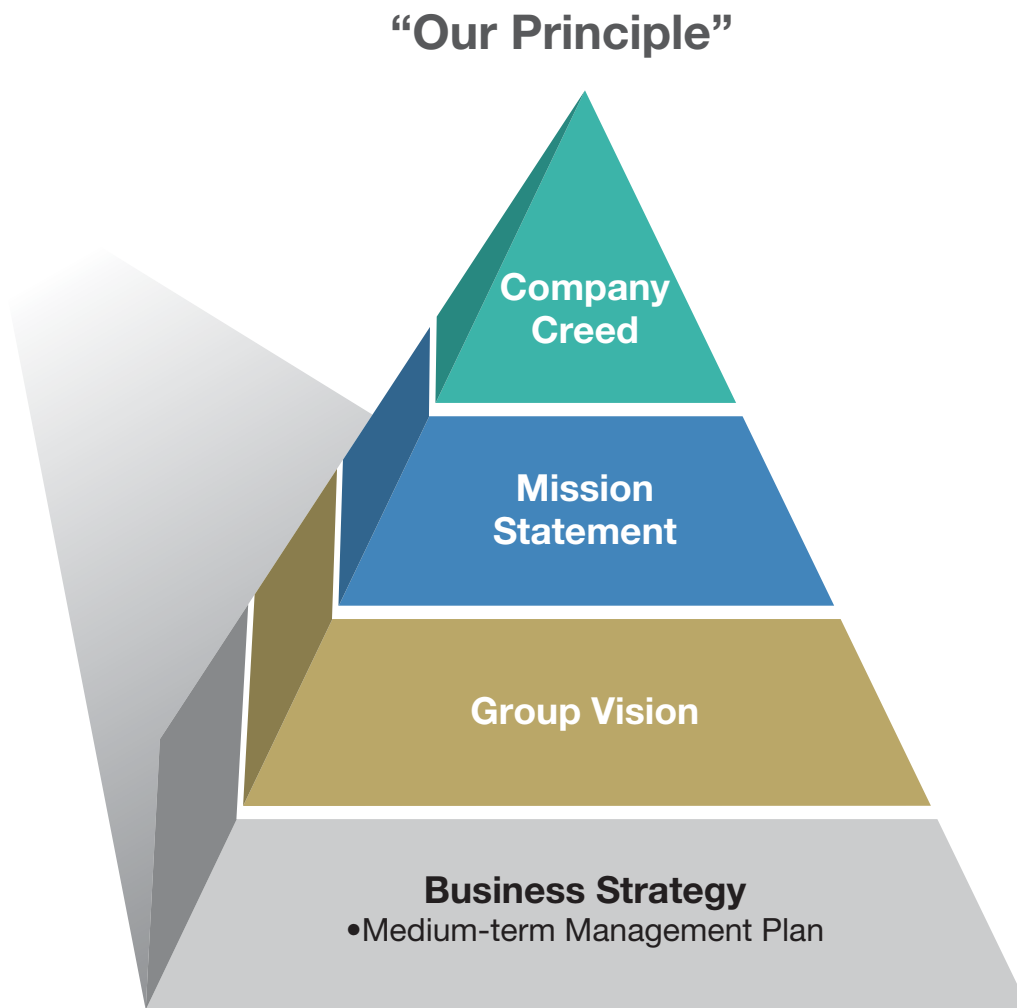 “Our Principle”
Company
Creed
Mission
Statement
Group Vision
Business Strategy
•Medium-term Management Plan